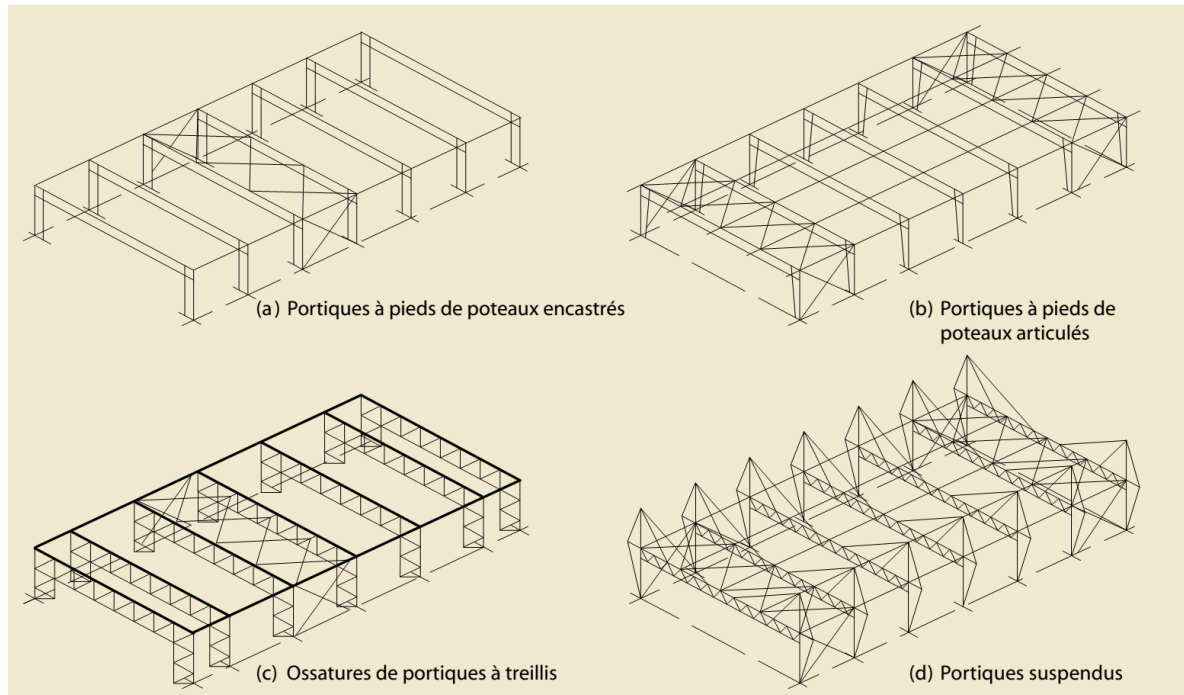 (a) Portiques à pieds de poteaux encastrés
(b) Portiques à pieds de
poteaux articulés
(c) Ossatures de portiques à treillis
(d) Portiques suspendus